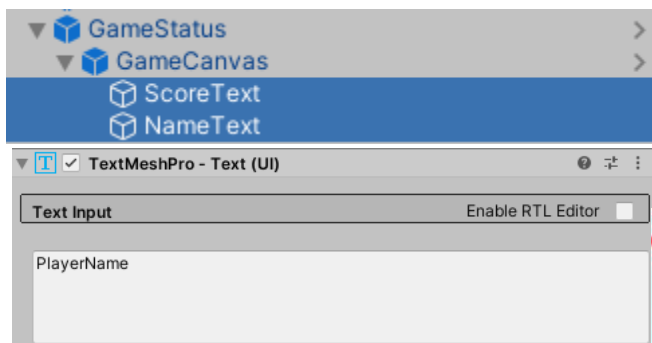 GameStatus
GameCanvas
ScoreText
NameText
TextMeshPro - Text (UI)
Text Input Enable RTL Editor
PlayerName